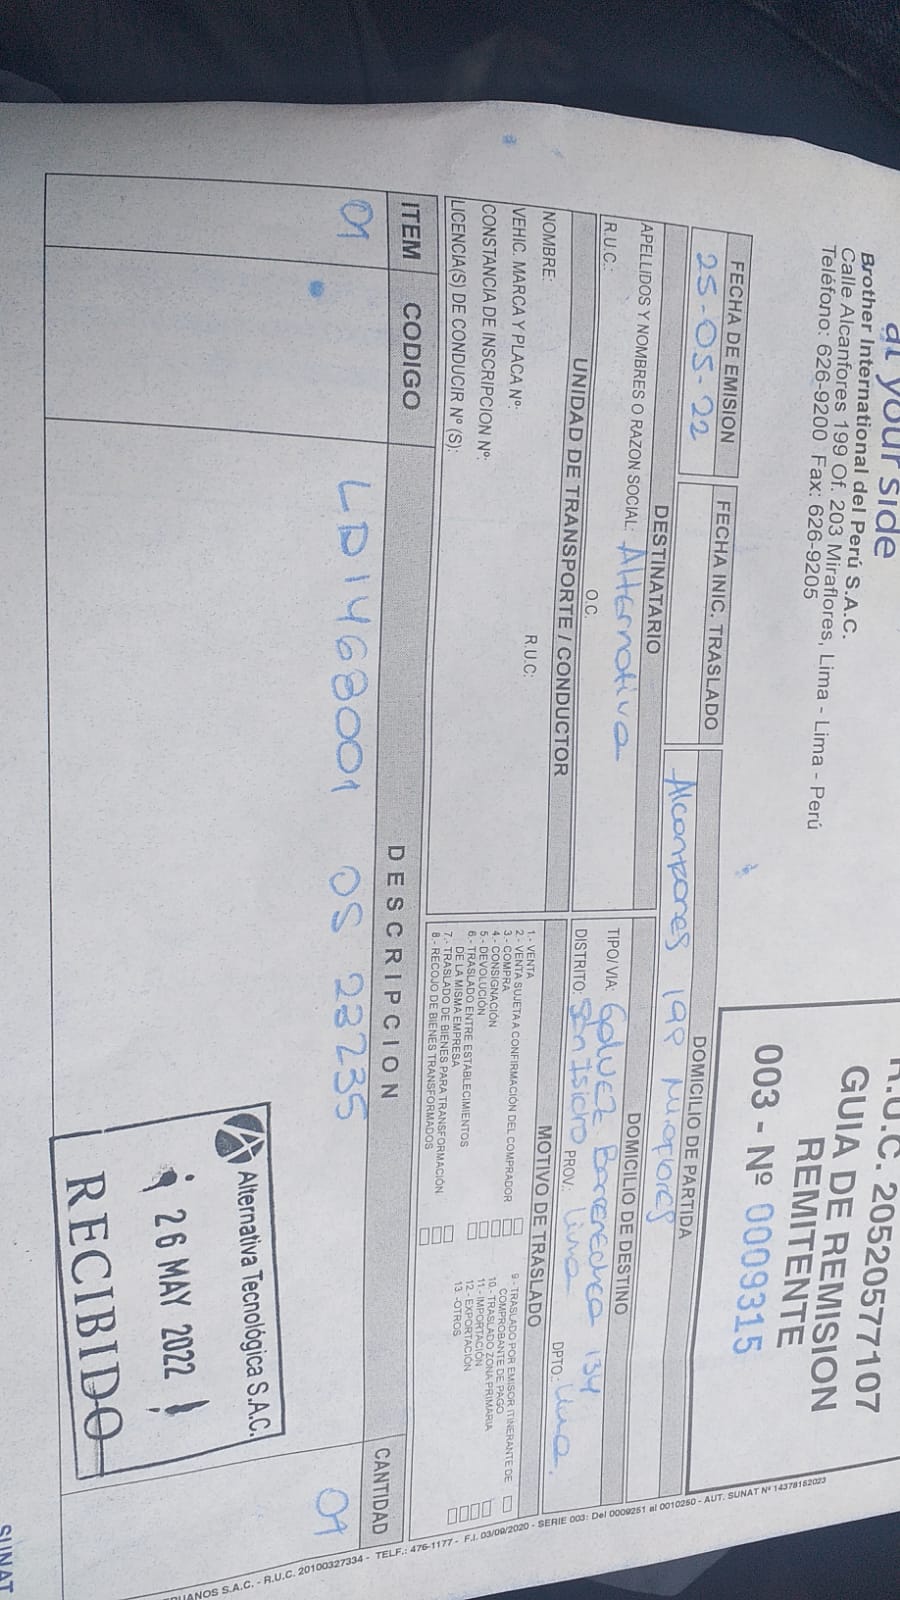 at your side
Brother International del Perú S.A.C.
Calle Alcanfores 199 Of. 203 Miraflores, Lima - Lima - Perú
Teléfono: 626-9200 Fax: 626-9205
R.U.C. 20520577107
GUIA DE REMISION
REMITENTE
003 - Nº 0009315
FECHA DE EMISION
25-05-22
FECHA INIC. TRASLADO
DOMICILIO DE PARTIDA
Alcanfores 199 Miraflores
DESTINATARIO
APELLIDOS Y NOMBRES O RAZON SOCIAL: Alternativa
R.U.C.: O.C.
DOMICILIO DE DESTINO
TIPO/ VIA: Galvez Barrenechea 134
DISTRITO: San Isidro PROV.: Lima DPTO.: Lima.
UNIDAD DE TRANSPORTE / CONDUCTOR
NOMBRE:
R.U.C:
VEHIC. MARCA Y PLACA Nº:
CONSTANCIA DE INSCRIPCION Nº:
LICENCIA(S) DE CONDUCIR Nº (S):
MOTIVO DE TRASLADO
1.- VENTA
2.- VENTA SUJETA A CONFIRMACIÓN DEL COMPRADOR
3.- COMPRA
4.- CONSIGNACIÓN
5.- DEVOLUCIÓN
6.- TRASLADO ENTRE ESTABLECIMIENTOS
DE LA MISMA EMPRESA
7.- TRASLADO DE BIENES PARA TRANSFORMACIÓN
8.- RECOJO DE BIENES TRANSFORMADOS
9.- TRASLADO POR EMISOR ITINERANTE DE
COMPROBANTE DE PAGO
10.- TRASLADO ZONA PRIMARIA
11.- IMPORTACIÓN
12.- EXPORTACIÓN
13.-OTROS
ITEM CODIGO DESCRIPCION CANTIDAD
01 LD1468001 OS 23235 01
Alternativa Tecnológica S.A.C.
26 MAY 2022
RECIBIDO
S.A.C. - R.U.C. 20100327334 - TELF.: 476-1177 - F.I. 03/09/2020 - SERIE 003: Del 0009251 al 0010250 - AUT. SUNAT Nº 14378152023
SUNAT